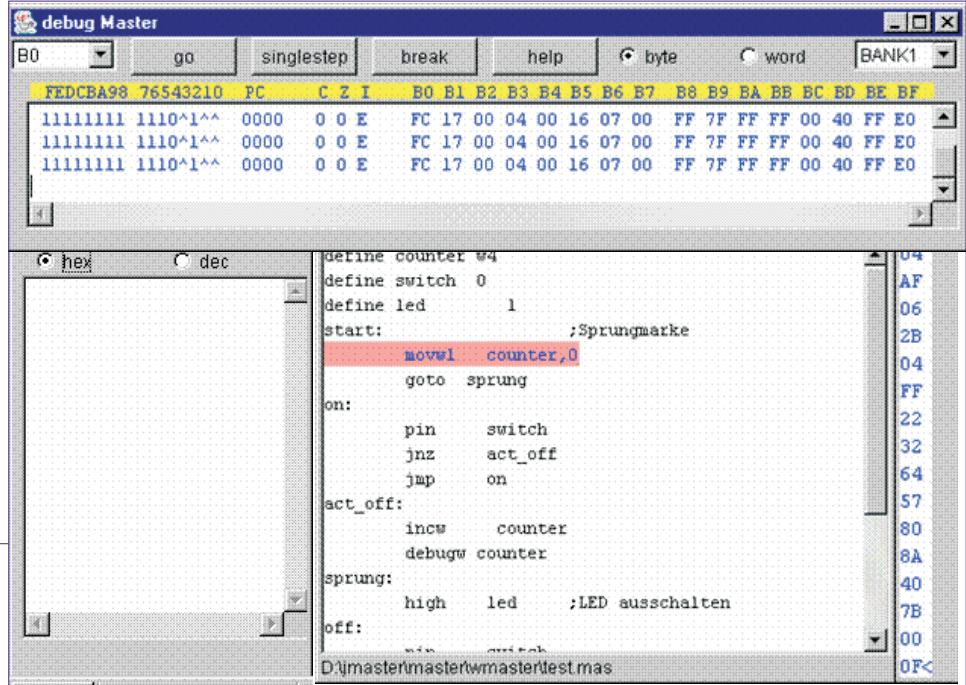 debug Master
B0 go singlestep break help byte word BANK1
FEDCBA98 76543210 PC C Z I B0 B1 B2 B3 B4 B5 B6 B7 B8 B9 BA BB BC BD BE BF
11111111 1110^1^^ 0000 0 0 E FC 17 00 04 00 16 07 00 FF 7F FF FF 00 40 FF E0
11111111 1110^1^^ 0000 0 0 E FC 17 00 04 00 16 07 00 FF 7F FF FF 00 40 FF E0
11111111 1110^1^^ 0000 0 0 E FC 17 00 04 00 16 07 00 FF 7F FF FF 00 40 FF E0
hex dec
define counter w4
define switch 0
define led 1
start: ;Sprungmarke
movwl counter,0
goto sprung
on:
pin switch
jnz act_off
jmp on
act_off:
incw counter
debugw counter
sprung:
high led ;LED ausschalten
off:
pin switch
D:\jmaster\master\wmaster\test.mas
04
AF
06
2B
04
FF
22
32
64
57
80
8A
40
7B
00
0F<